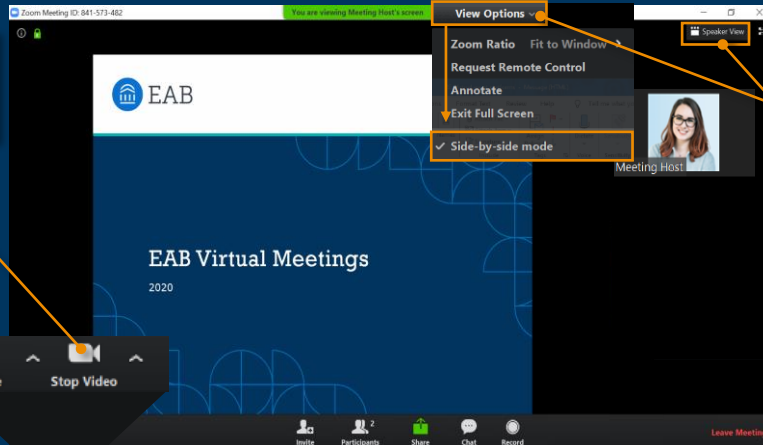 Zoom Meeting ID: 841-573-482
You are viewing Meeting Host's screen
View Options
Speaker View
Zoom Ratio Fit to Window
Request Remote Control
Annotate
Exit Full Screen
Side-by-side mode
Meeting Host
EAB
EAB Virtual Meetings
2020
Stop Video
2
Invite Participants Share Chat Record
Leave Meeting